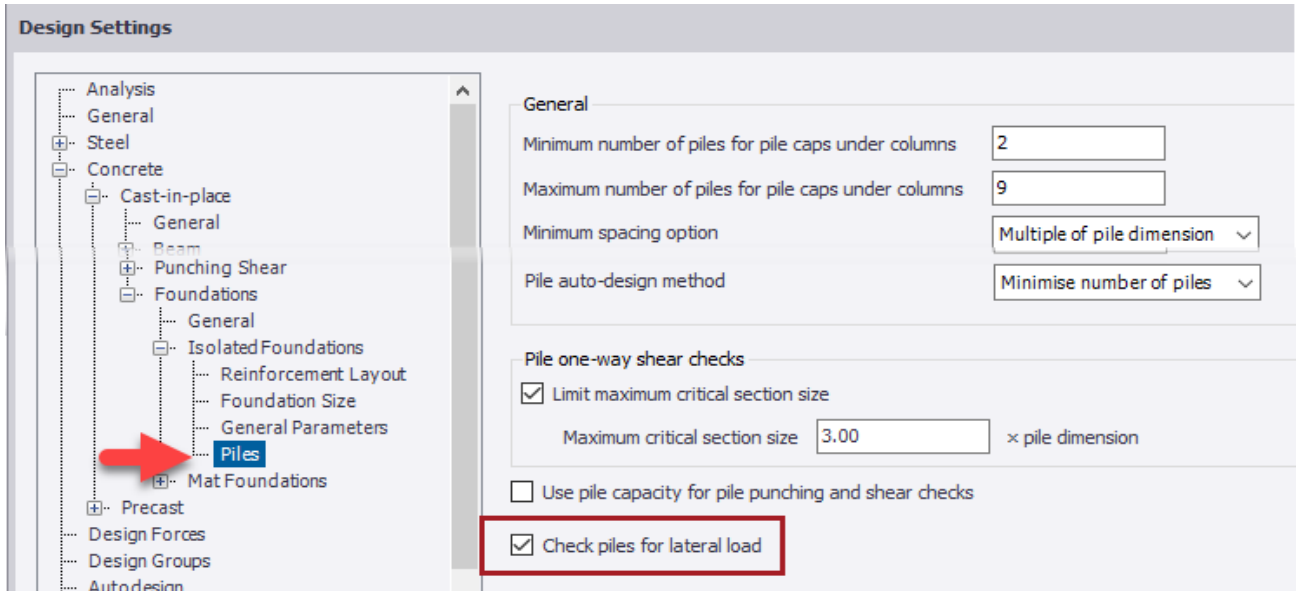 Design Settings
Analysis
General
Steel
Concrete
Cast-in-place
General
Beam
Punching Shear
Foundations
General
Isolated Foundations
Reinforcement Layout
Foundation Size
General Parameters
Piles
Mat Foundations
Precast
Design Forces
Design Groups
Autodesign
General
Minimum number of piles for pile caps under columns 2
Maximum number of piles for pile caps under columns 9
Minimum spacing option Multiple of pile dimension
Pile auto-design method Minimise number of piles
Pile one-way shear checks
Limit maximum critical section size
Maximum critical section size 3.00 × pile dimension
Use pile capacity for pile punching and shear checks
Check piles for lateral load